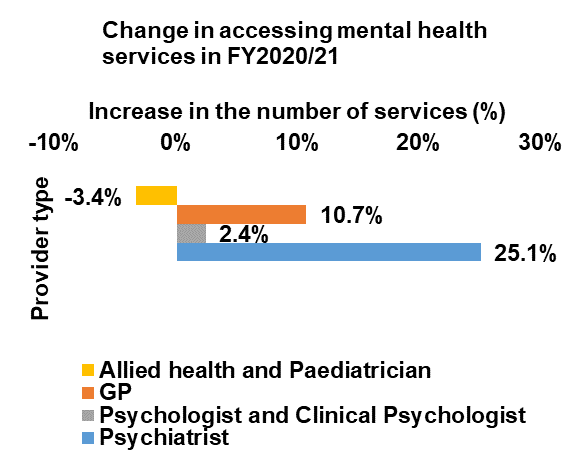 Change in accessing mental health
services in FY2020/21
Increase in the number of services (%)
-10% 0% 10% 20% 30%
Provider type
-3.4%
10.7%
2.4%
25.1%
Allied health and Paediatrician
GP
Psychologist and Clinical Psychologist
Psychiatrist